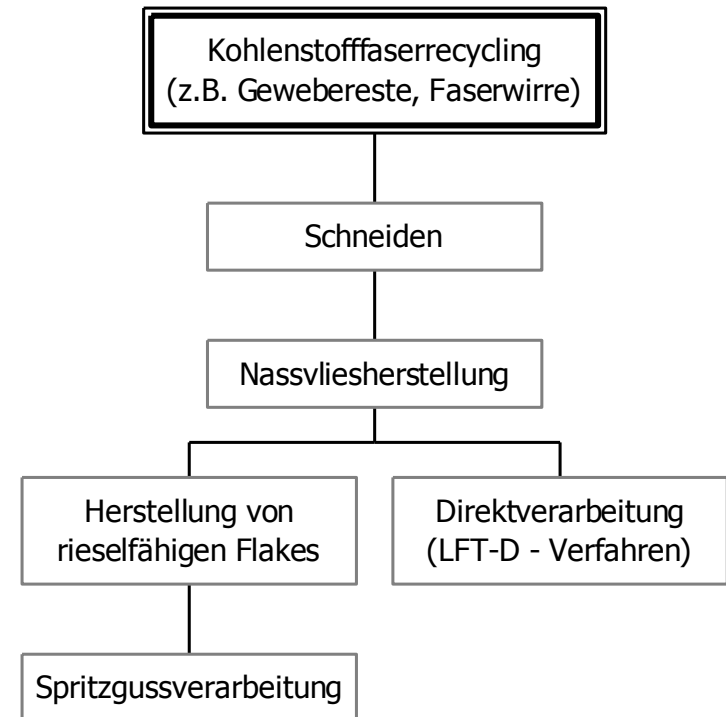 Kohlenstofffaserrecycling
(z.B. Gewebereste, Faserwirre)
Schneiden
Nassvliesherstellung
Herstellung von
rieselfähigen Flakes
Direktverarbeitung
(LFT-D - Verfahren)
Spritzgussverarbeitung